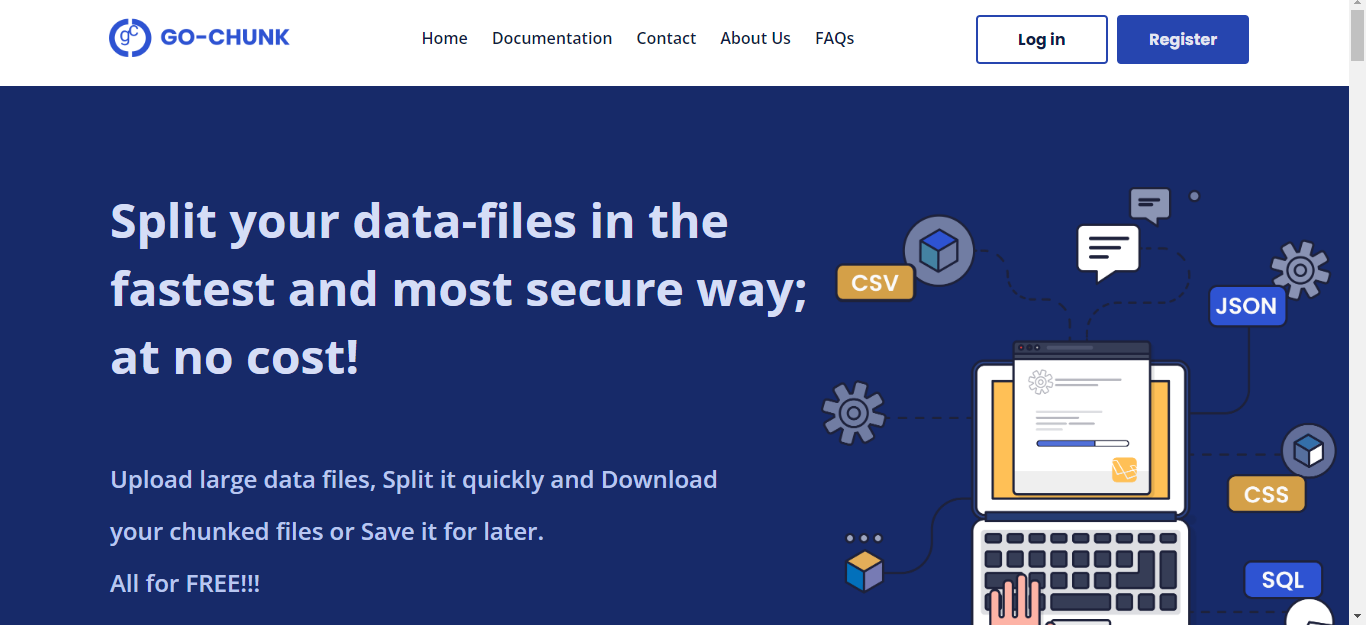 gc GO-CHUNK
Home Documentation Contact About Us FAQs
Log in Register
Split your data-files in the
fastest and most secure way;
at no cost!
Upload large data files, Split it quickly and Download
your chunked files or Save it for later.
All for FREE!!!
CSV
JSON
CSS
SQL